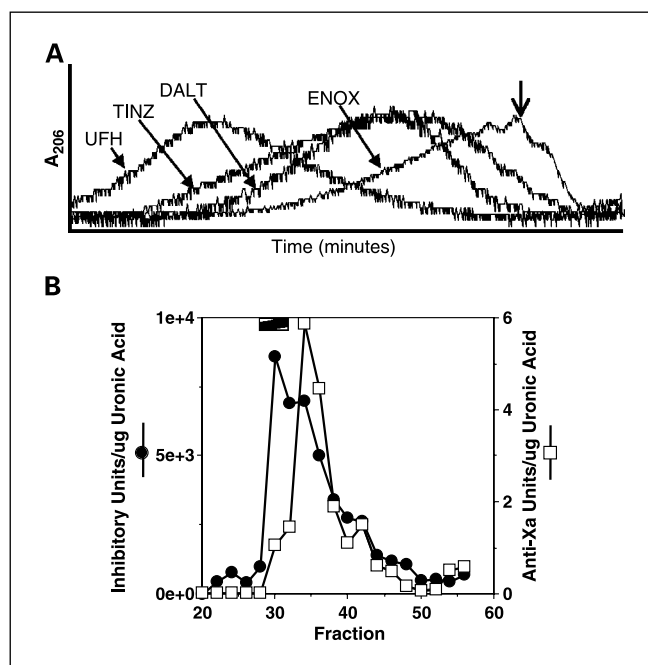 A
DALT
ENOX
TINZ
UFH
A206
Time (minutes)
B
1e+4
6
Inhibitory Units/ug Uronic Acid
Anti-Xa Units/ug Uronic Acid
4
5e+3
2
0e+0
0
20
30
40
50
60
Fraction